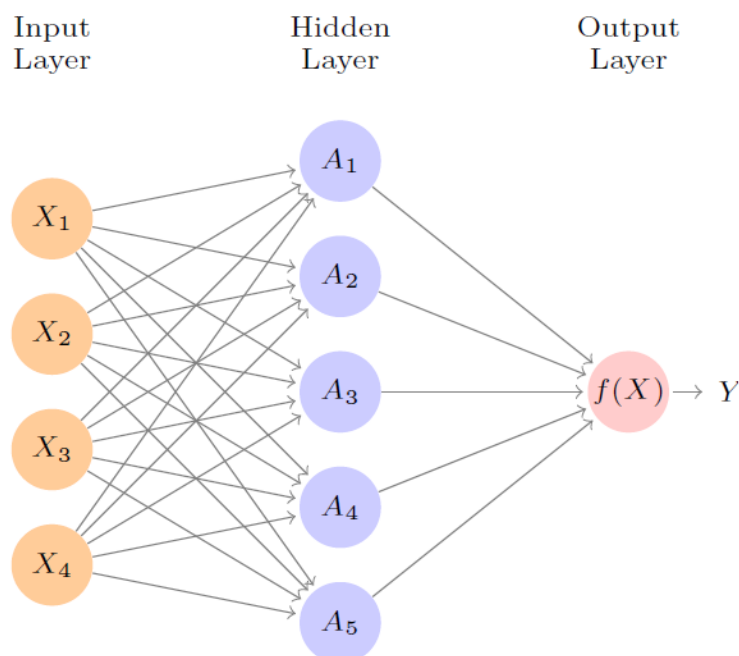 Input Layer
Hidden Layer
Output Layer
X₁
X₂
X₃
X₄
A₁
A₂
A₃
A₄
A₅
f(X)
Y